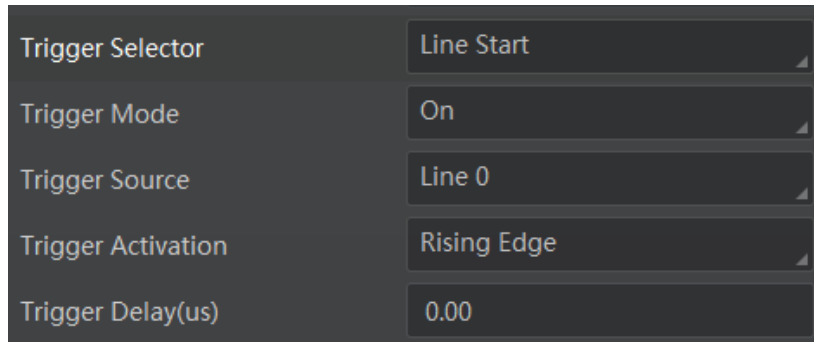 Trigger Selector Line Start
Trigger Mode On
Trigger Source Line 0
Trigger Activation Rising Edge
Trigger Delay(us) 0.00